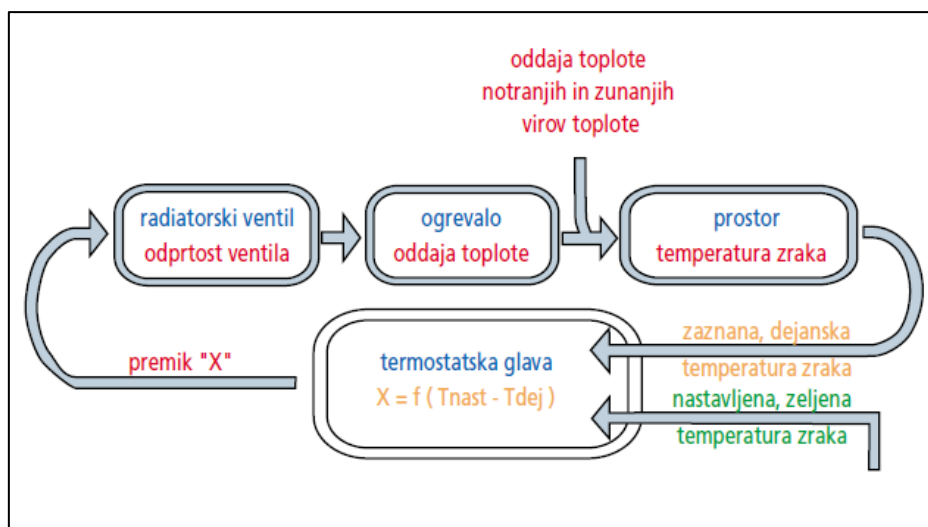 oddaja toplote
notranjih in zunanjih
virov toplote
radiatorski ventil
odprtost ventila
ogrevalo
oddaja toplote
prostor
temperatura zraka
premik "X"
termostatska glava
X = f ( Tnast - Tdej )
zaznana, dejanska
temperatura zraka
nastavljena, zeljena
temperatura zraka